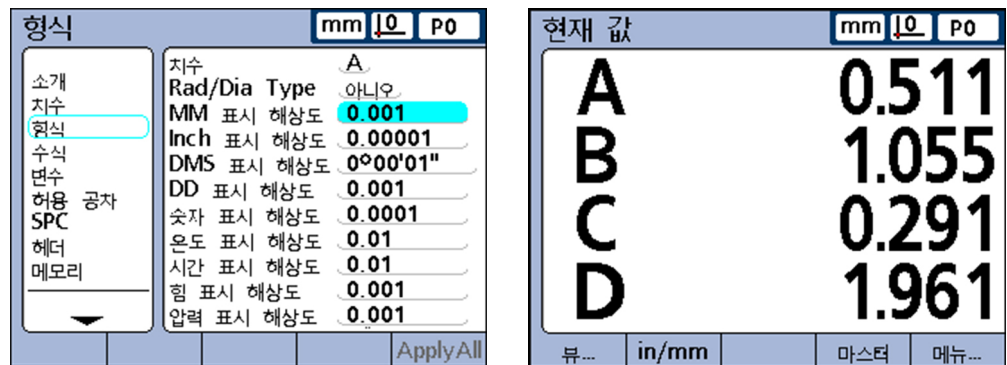 형식 mm 0 P0
소개
치수
형식
수식
변수
허용 공차
SPC
헤더
메모리
치수 A
Rad/Dia Type 아니오
MM 표시 해상도 0.001
Inch 표시 해상도 0.00001
DMS 표시 해상도 0°00'01"
DD 표시 해상도 0.001
숫자 표시 해상도 0.0001
온도 표시 해상도 0.01
시간 표시 해상도 0.01
힘 표시 해상도 0.001
압력 표시 해상도 0.001
Apply All
현재 값 mm 0 P0
A 0.511
B 1.055
C 0.291
D 1.961
뷰... in/mm 마스터 메뉴...